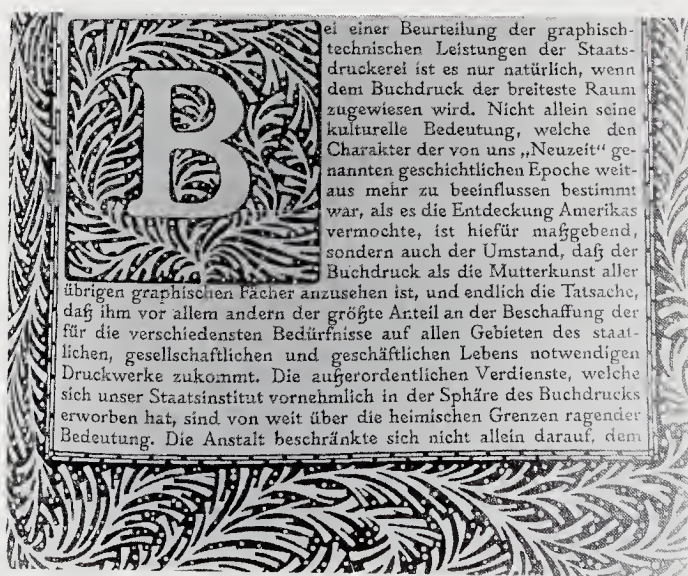 Bei einer Beurteilung der graphisch-
technischen Leistungen der Staats-
druckerei ist es nur natürlich, wenn
dem Buchdruck der breiteste Raum
zugewiesen wird. Nicht allein seine
kulturelle Bedeutung, welche den
Charakter der von uns „Neuzeit“ ge-
nannten geschichtlichen Epoche weit-
aus mehr zu beeinflussen bestimmt
war, als es die Entdeckung Amerikas
vermochte, ist hiefür maßgebend,
sondern auch der Umstand, daß der
Buchdruck als die Mutterkunst aller
übrigen graphischen Fächer anzusehen ist, und endlich die Tatsache,
daß ihm vor allem andern der größte Anteil an der Beschaffung der
für die verschiedensten Bedürfnisse auf allen Gebieten des staat-
lichen, gesellschaftlichen und geschäftlichen Lebens notwendigen
Druckwerke zukommt. Die außerordentlichen Verdienste, welche
sich unser Staatsinstitut vornehmlich in der Sphäre des Buchdrucks
erworben hat, sind von weit über die heimischen Grenzen ragender
Bedeutung. Die Anstalt beschränkte sich nicht allein darauf, dem